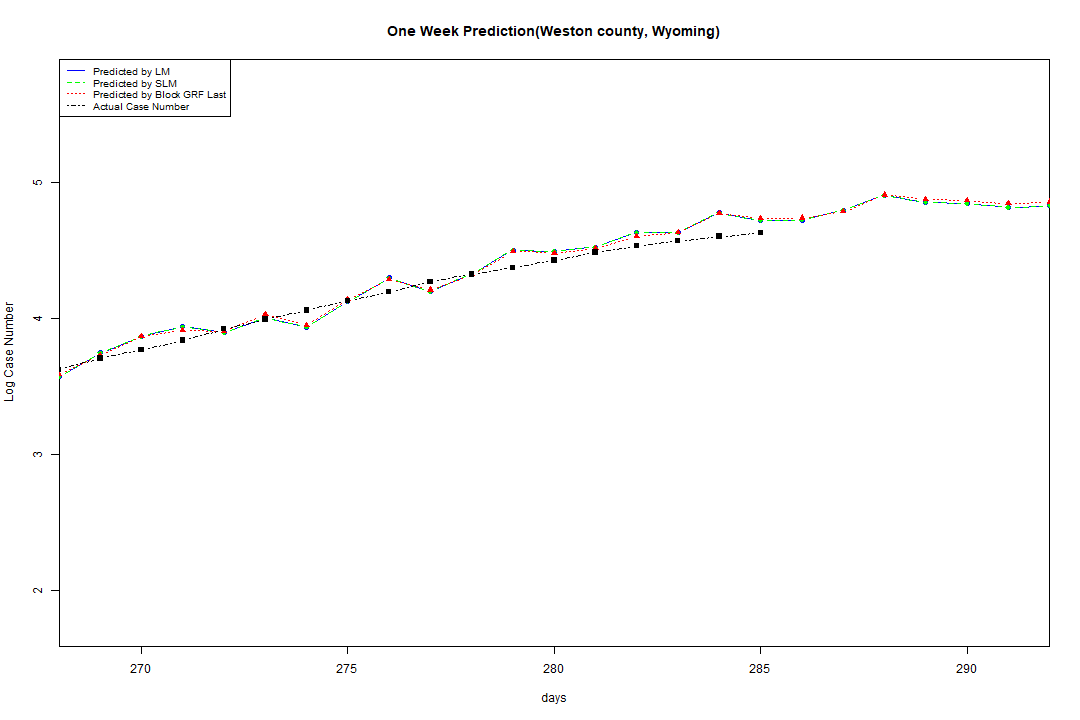 One Week Prediction(Weston county, Wyoming)
Predicted by LM
Predicted by SLM
Predicted by Block GRF Last
Actual Case Number
Log Case Number
5
4
3
2
270 275 280 285 290
days